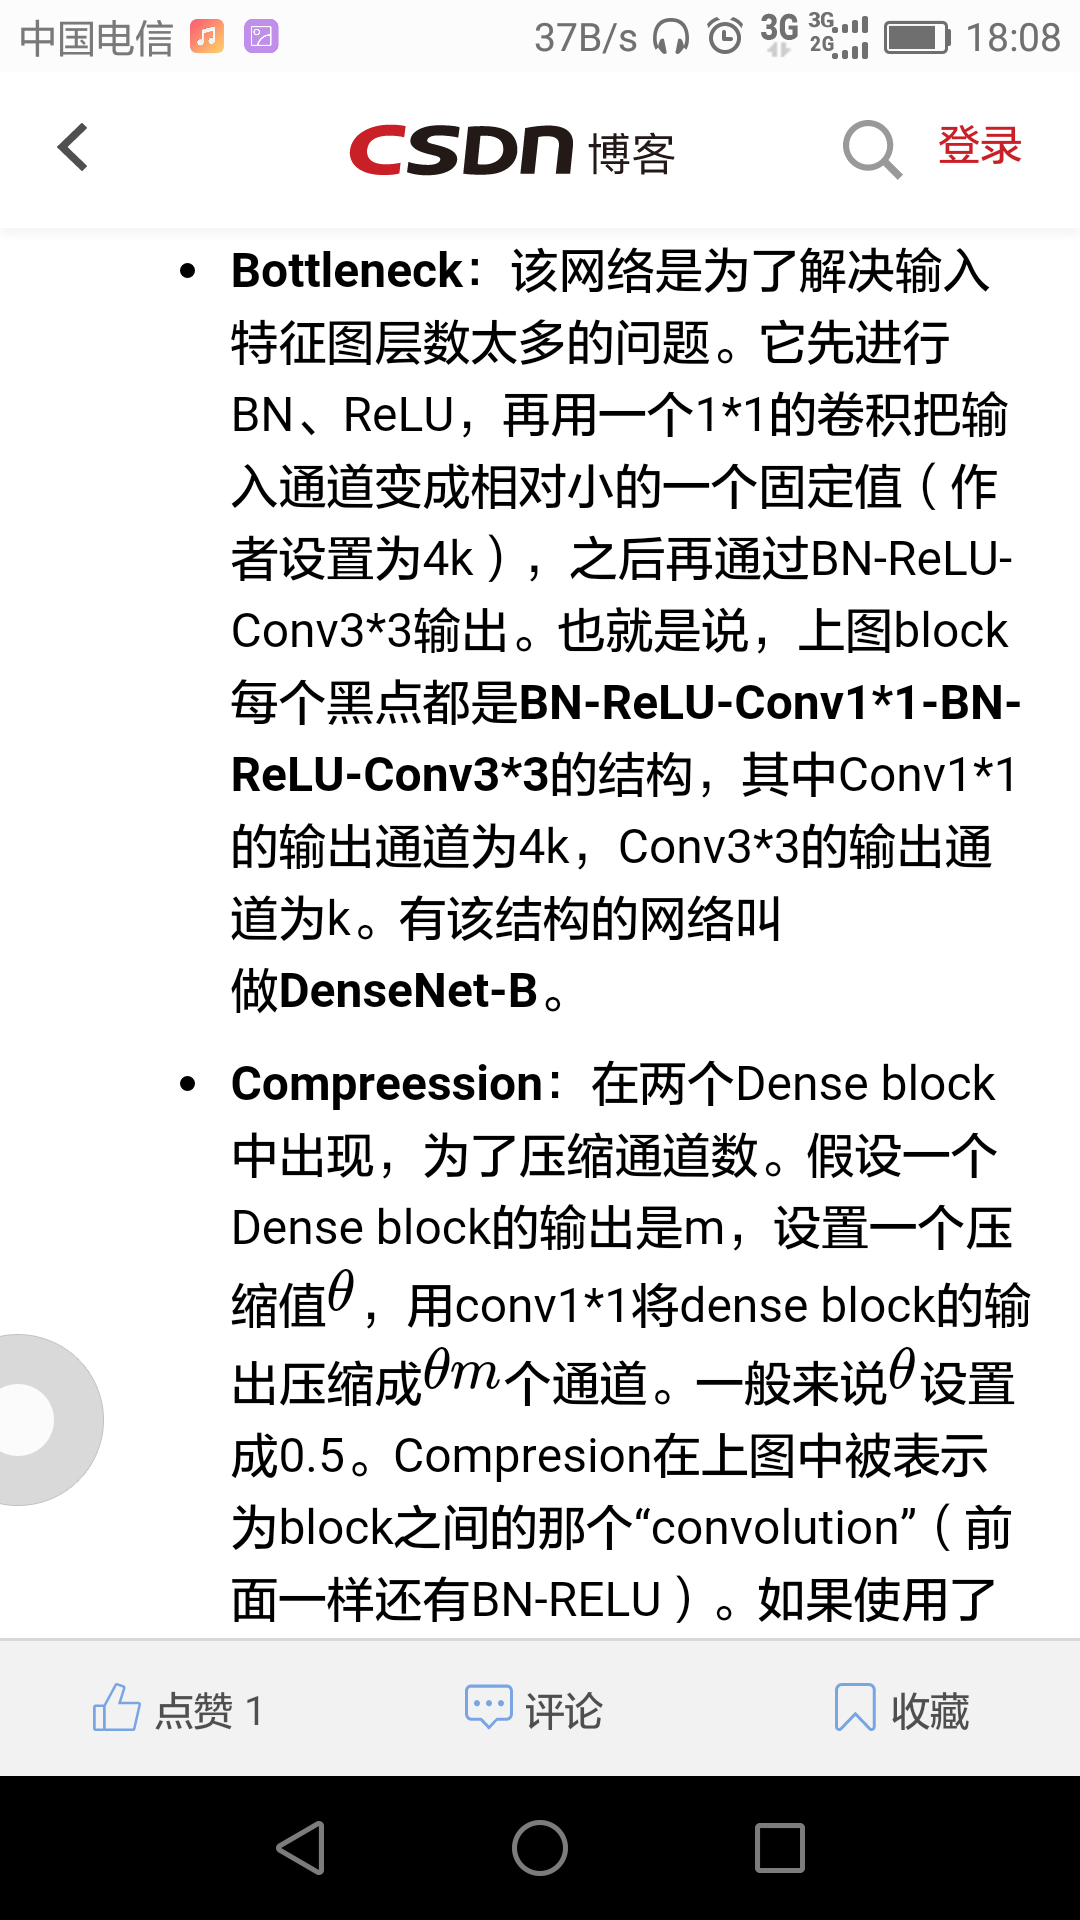 中国电信 37B/s 3G 3G 2G 18:08
CSDN 博客 登录
• Bottleneck：该网络是为了解决输入
特征图层数太多的问题。它先进行
BN、ReLU，再用一个1*1的卷积把输
入通道变成相对小的一个固定值（作
者设置为4k），之后再通过BN-ReLU-
Conv3*3输出。也就是说，上图block
每个黑点都是BN-ReLU-Conv1*1-BN-
ReLU-Conv3*3的结构，其中Conv1*1
的输出通道为4k，Conv3*3的输出通
道为k。有该结构的网络叫
做DenseNet-B。
• Compreession：在两个Dense block
中出现，为了压缩通道数。假设一个
Dense block的输出是m，设置一个压
缩值θ，用conv1*1将dense block的输
出压缩成θm个通道。一般来说θ设置
成0.5。Compresion在上图中被表示
为block之间的那个“convolution”（前
面一样还有BN-RELU）。如果使用了
点赞 1 评论 收藏